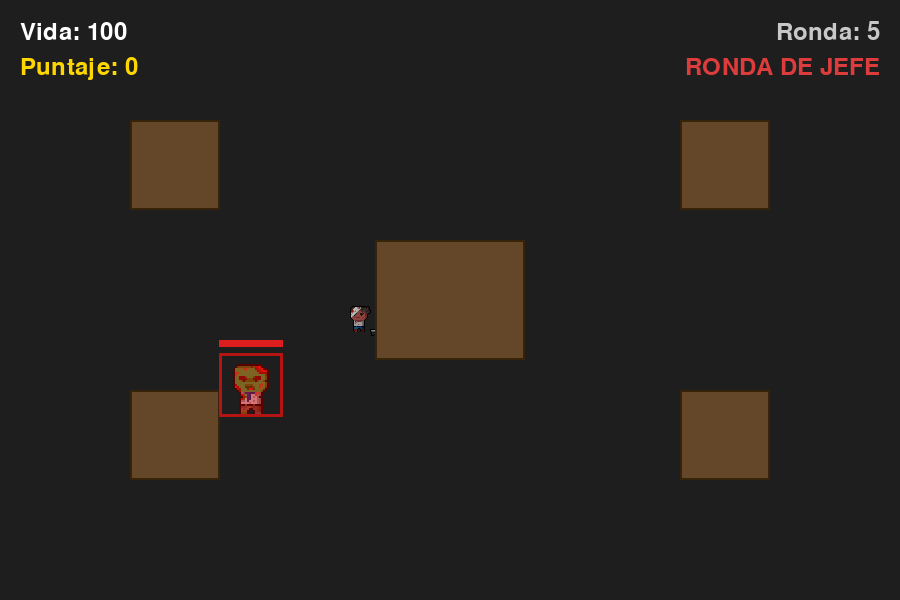 Vida: 100
Ronda: 5
Puntaje: 0
RONDA DE JEFE